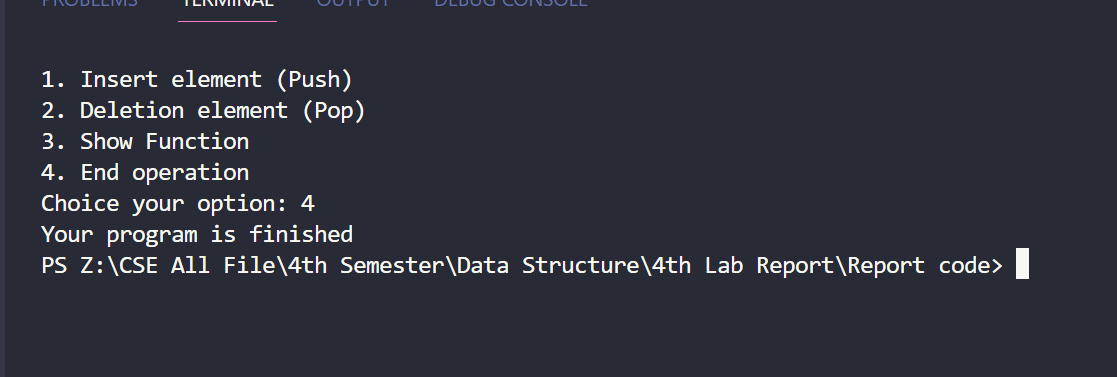 PROBLEMS TERMINAL OUTPUT DEBUG CONSOLE
1. Insert element (Push)
2. Deletion element (Pop)
3. Show Function
4. End operation
Choice your option: 4
Your program is finished
PS Z:\CSE All File\4th Semester\Data Structure\4th Lab Report\Report code>